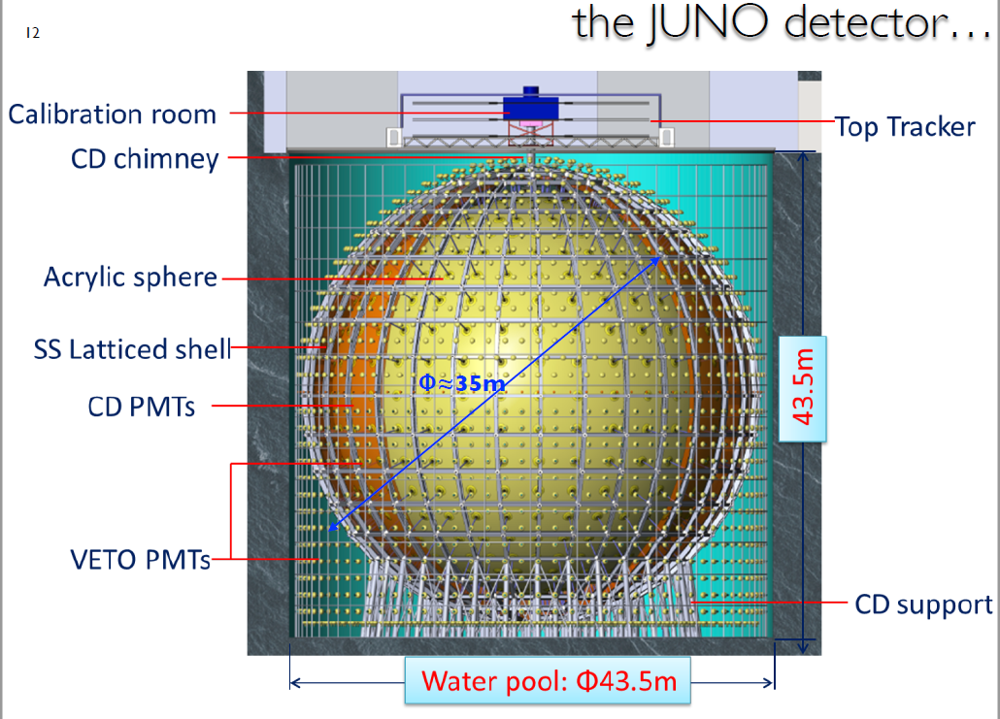 12
the JUNO detector...
Calibration room
Top Tracker
CD chimney
Acrylic sphere
SS Latticed shell
Φ≈35m
43.5m
CD PMTs
VETO PMTs
CD support
Water pool: Φ43.5m